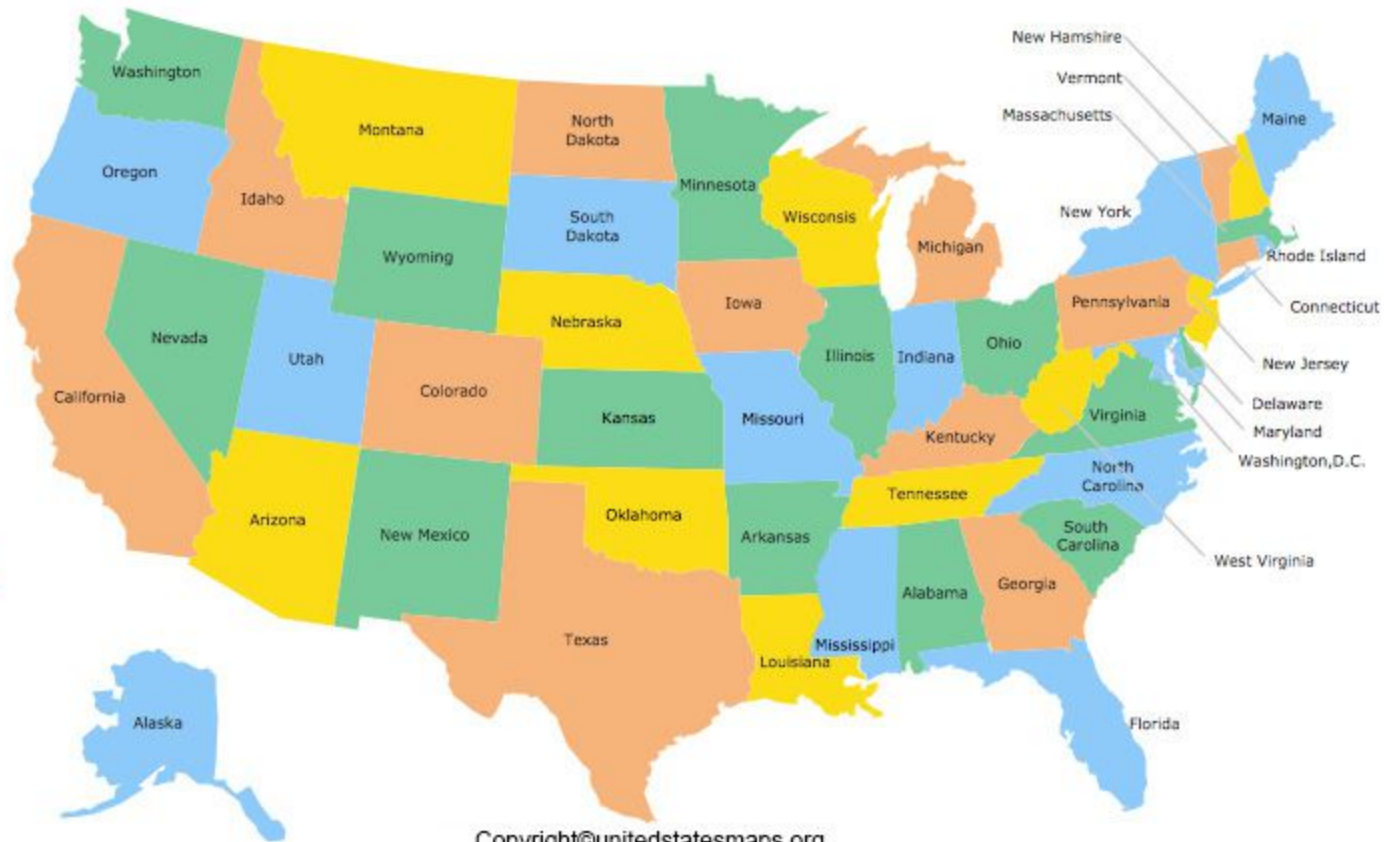 New Hamshire
Vermont
Massachusetts
Washington
Montana
North
Dakota
Minnesota
Maine
Oregon
Idaho
South
Dakota
Wisconsin
Michigan
New York
Rhode Island
Wyoming
Iowa
Pennsylvania
Connecticut
Nebraska
Nevada
Utah
Illinois
Indiana
Ohio
New Jersey
California
Colorado
Kansas
Missouri
Kentucky
Virginia
Delaware
Maryland
Washington,D.C.
Arizona
New Mexico
Oklahoma
Arkansas
Tennessee
North
Carolina
South
Carolina
West Virginia
Texas
Louisiana
Mississippi
Alabama
Georgia
Alaska
Florida
Copyright©unitedstatesmaps.org